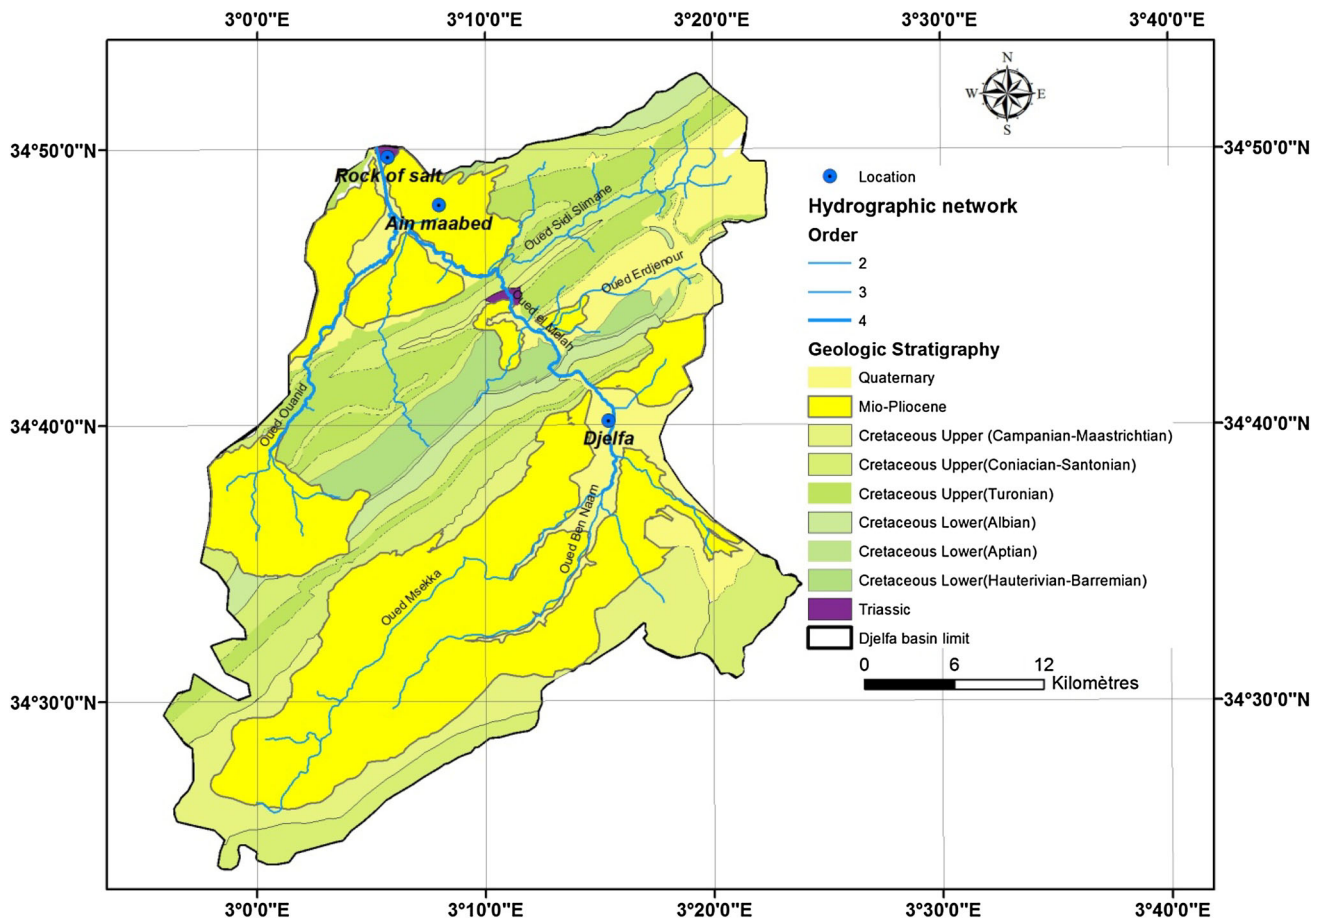 3°0'0"E 3°10'0"E 3°20'0"E 3°30'0"E 3°40'0"E
N
W E
S
34°50'0"N 34°50'0"N
Rock of salt
Ain maabed
Oued Sidi Slimane
Oued Erdjenour
Oued el Melah
Oued Ouanid
34°40'0"N 34°40'0"N
Djelfa
Oued Ben Naam
Oued Msekka
34°30'0"N 34°30'0"N
Location
Hydrographic network
Order
2
3
4
Geologic Stratigraphy
Quaternary
Mio-Pliocene
Cretaceous Upper (Campanian-Maastrichtian)
Cretaceous Upper(Coniacian-Santonian)
Cretaceous Upper(Turonian)
Cretaceous Lower(Albian)
Cretaceous Lower(Aptian)
Cretaceous Lower(Hauterivian-Barremian)
Triassic
Djelfa basin limit
0 6 12
Kilomètres
3°0'0"E 3°10'0"E 3°20'0"E 3°30'0"E 3°40'0"E